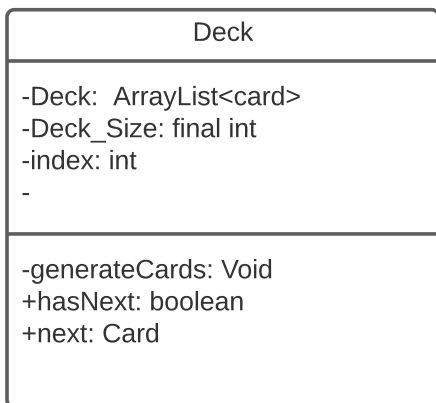 Deck
-Deck:  ArrayList<card>
-Deck_Size: final int
-index: int
-
-generateCards: Void
+hasNext: boolean
+next: Card